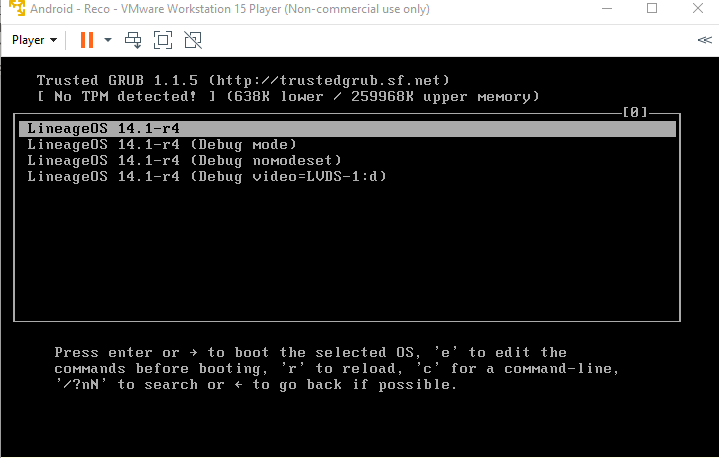 Android - Reco - VMware Workstation 15 Player (Non-commercial use only)
Player
Trusted GRUB 1.1.5 (http://trustedgrub.sf.net)
[ No TPM detected! ] (638K lower / 259968K upper memory)
[0]
LineageOS 14.1-r4
LineageOS 14.1-r4 (Debug mode)
LineageOS 14.1-r4 (Debug nomodeset)
LineageOS 14.1-r4 (Debug video=LVDS-1:d)
Press enter or → to boot the selected OS, 'e' to edit the
commands before booting, 'r' to reload, 'c' for a command-line,
'/?nN' to search or ← to go back if possible.